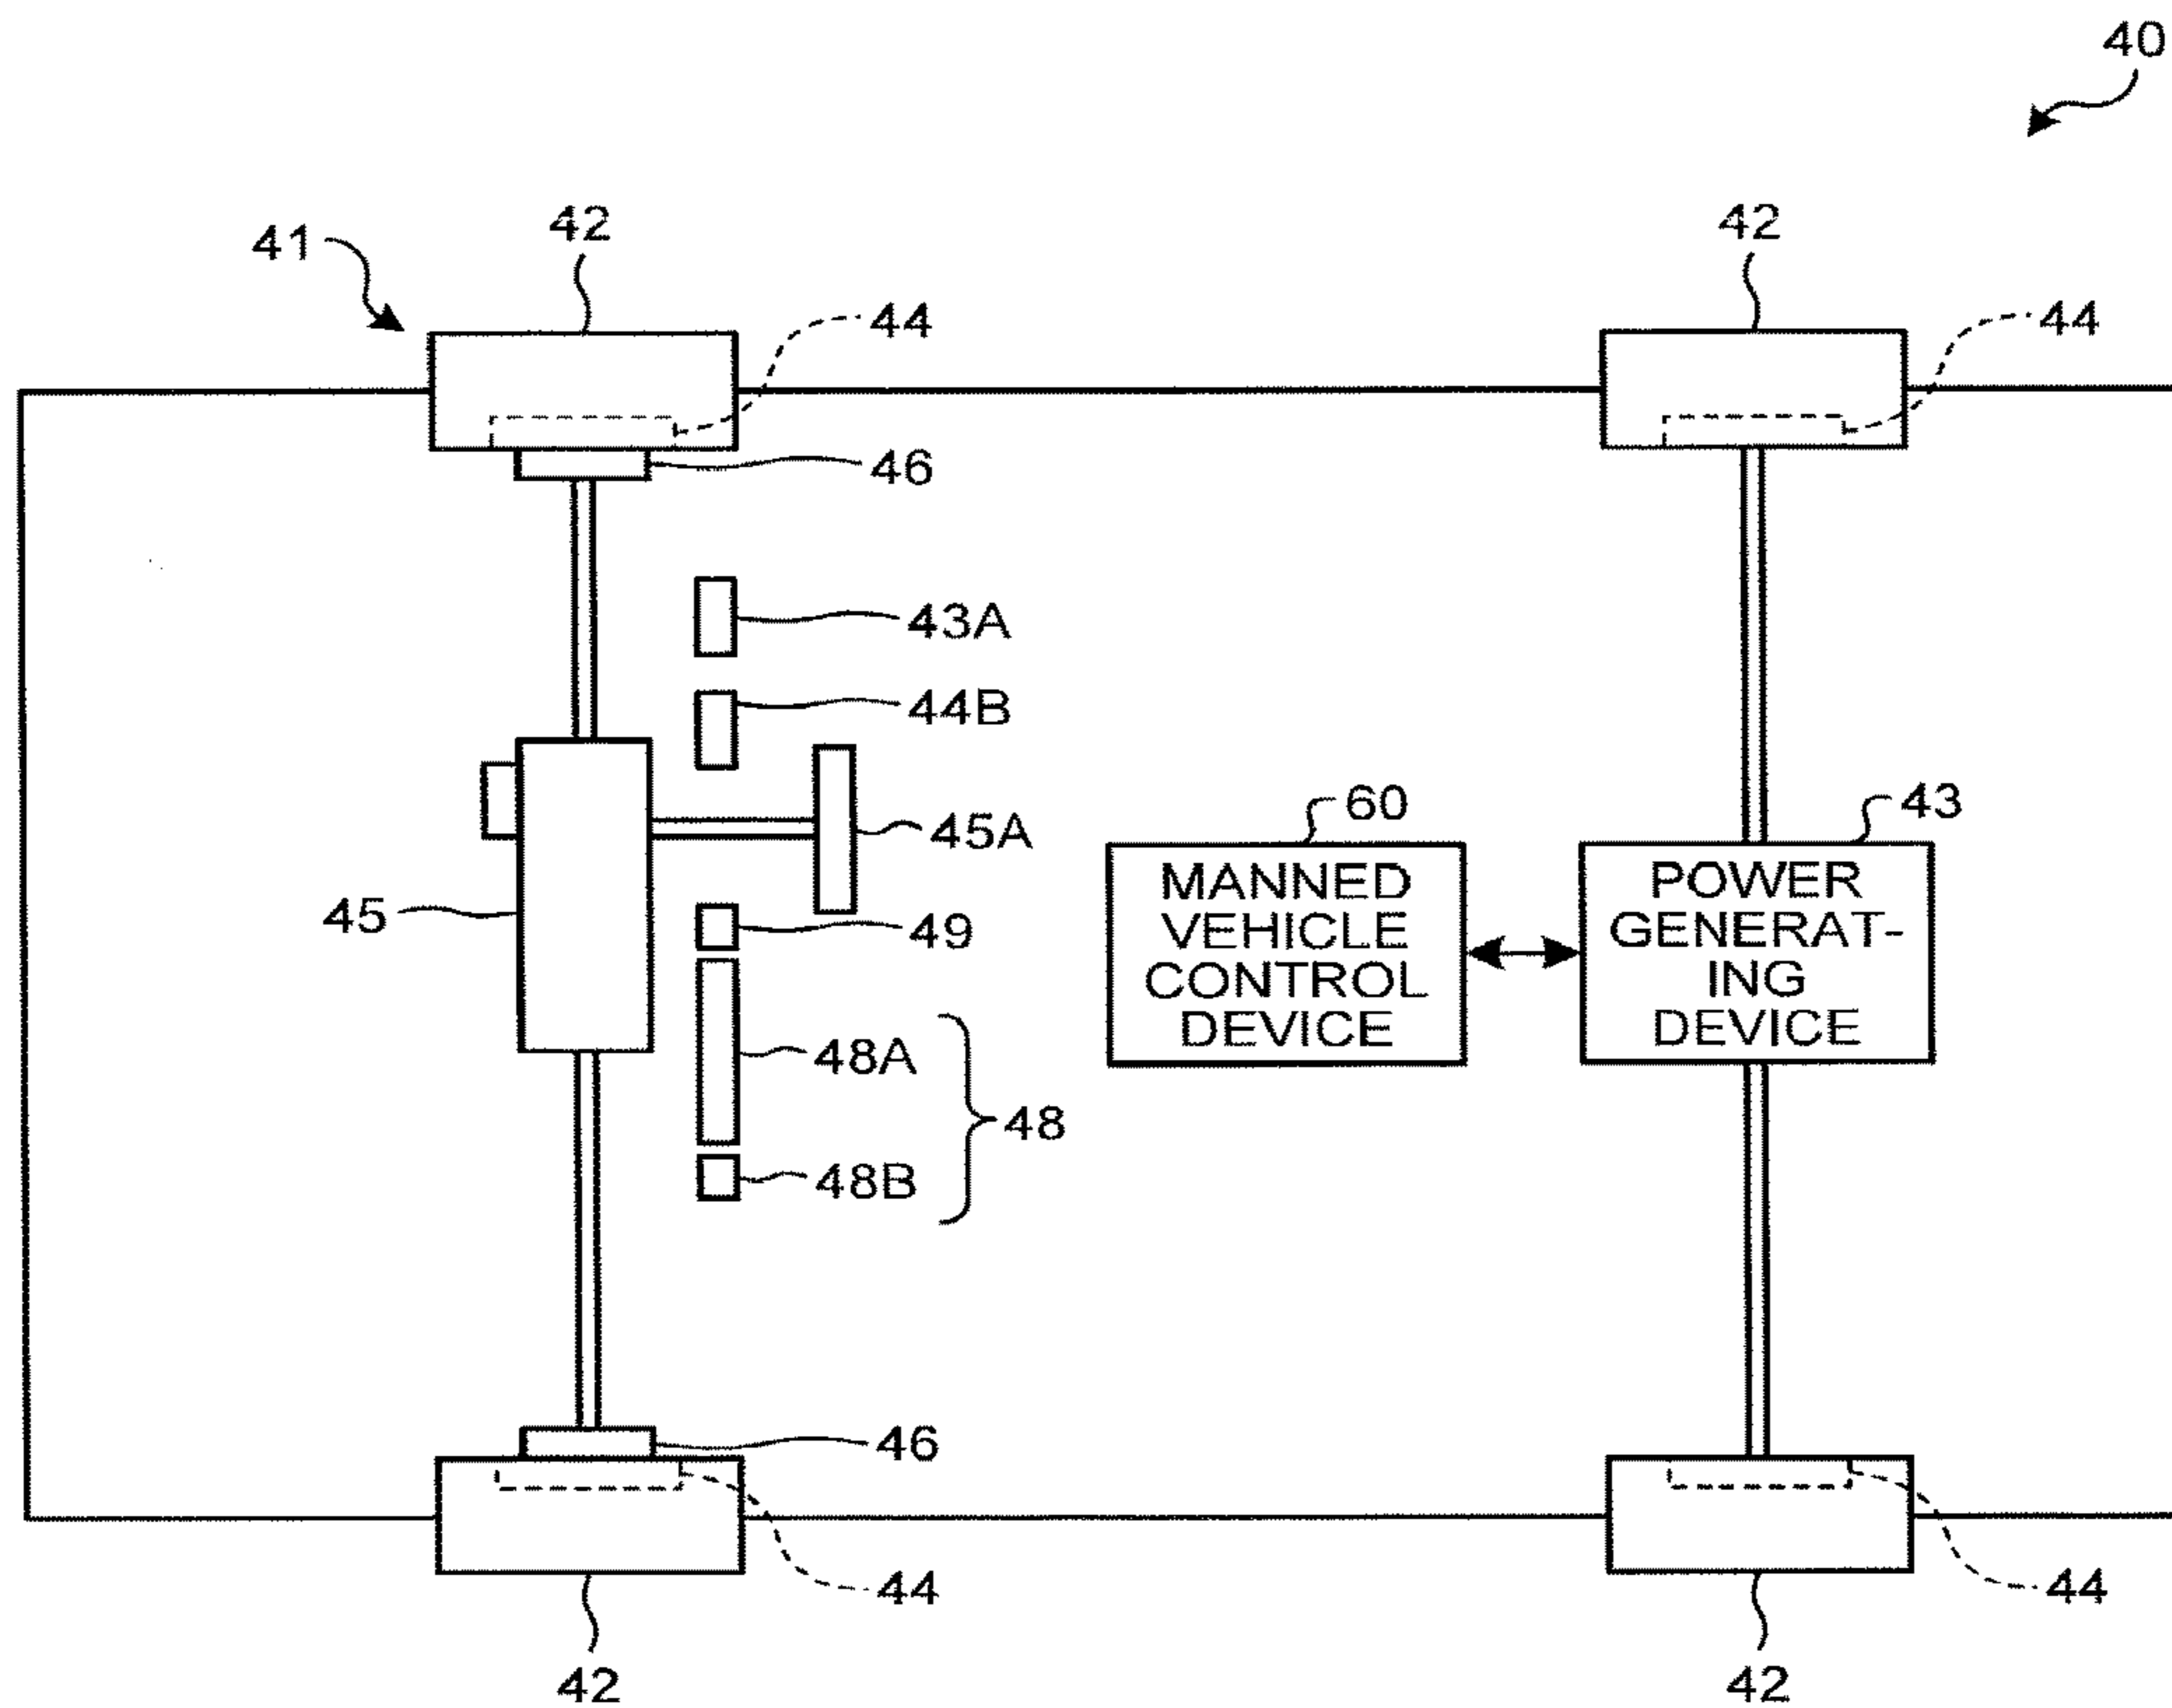 40
41
42
42
44
44
46
43A
44B
45A
60
43
MANNED
VEHICLE
CONTROL
DEVICE
POWER
GENERAT-
ING
DEVICE
45
49
48A
48
48B
46
44
44
42
42